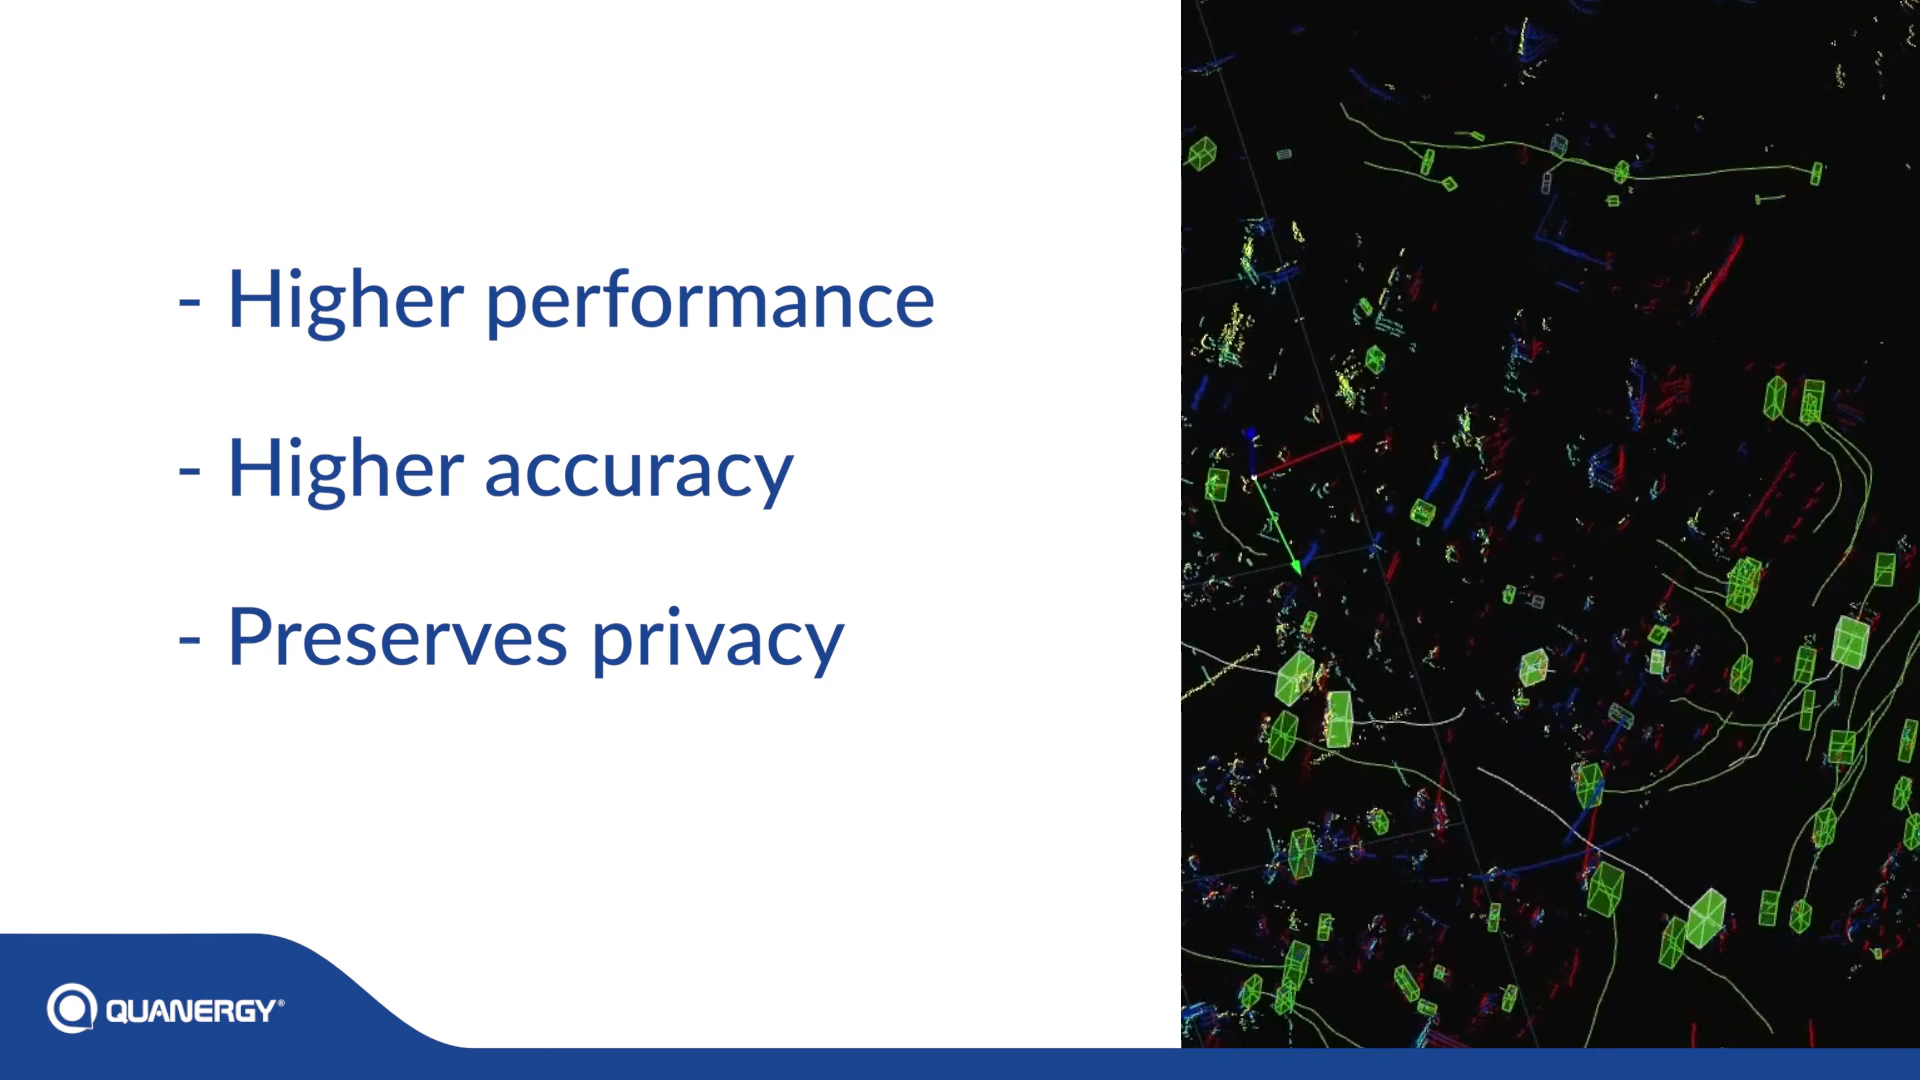 - Higher performance
- Higher accuracy
- Preserves privacy
QUANERGY®